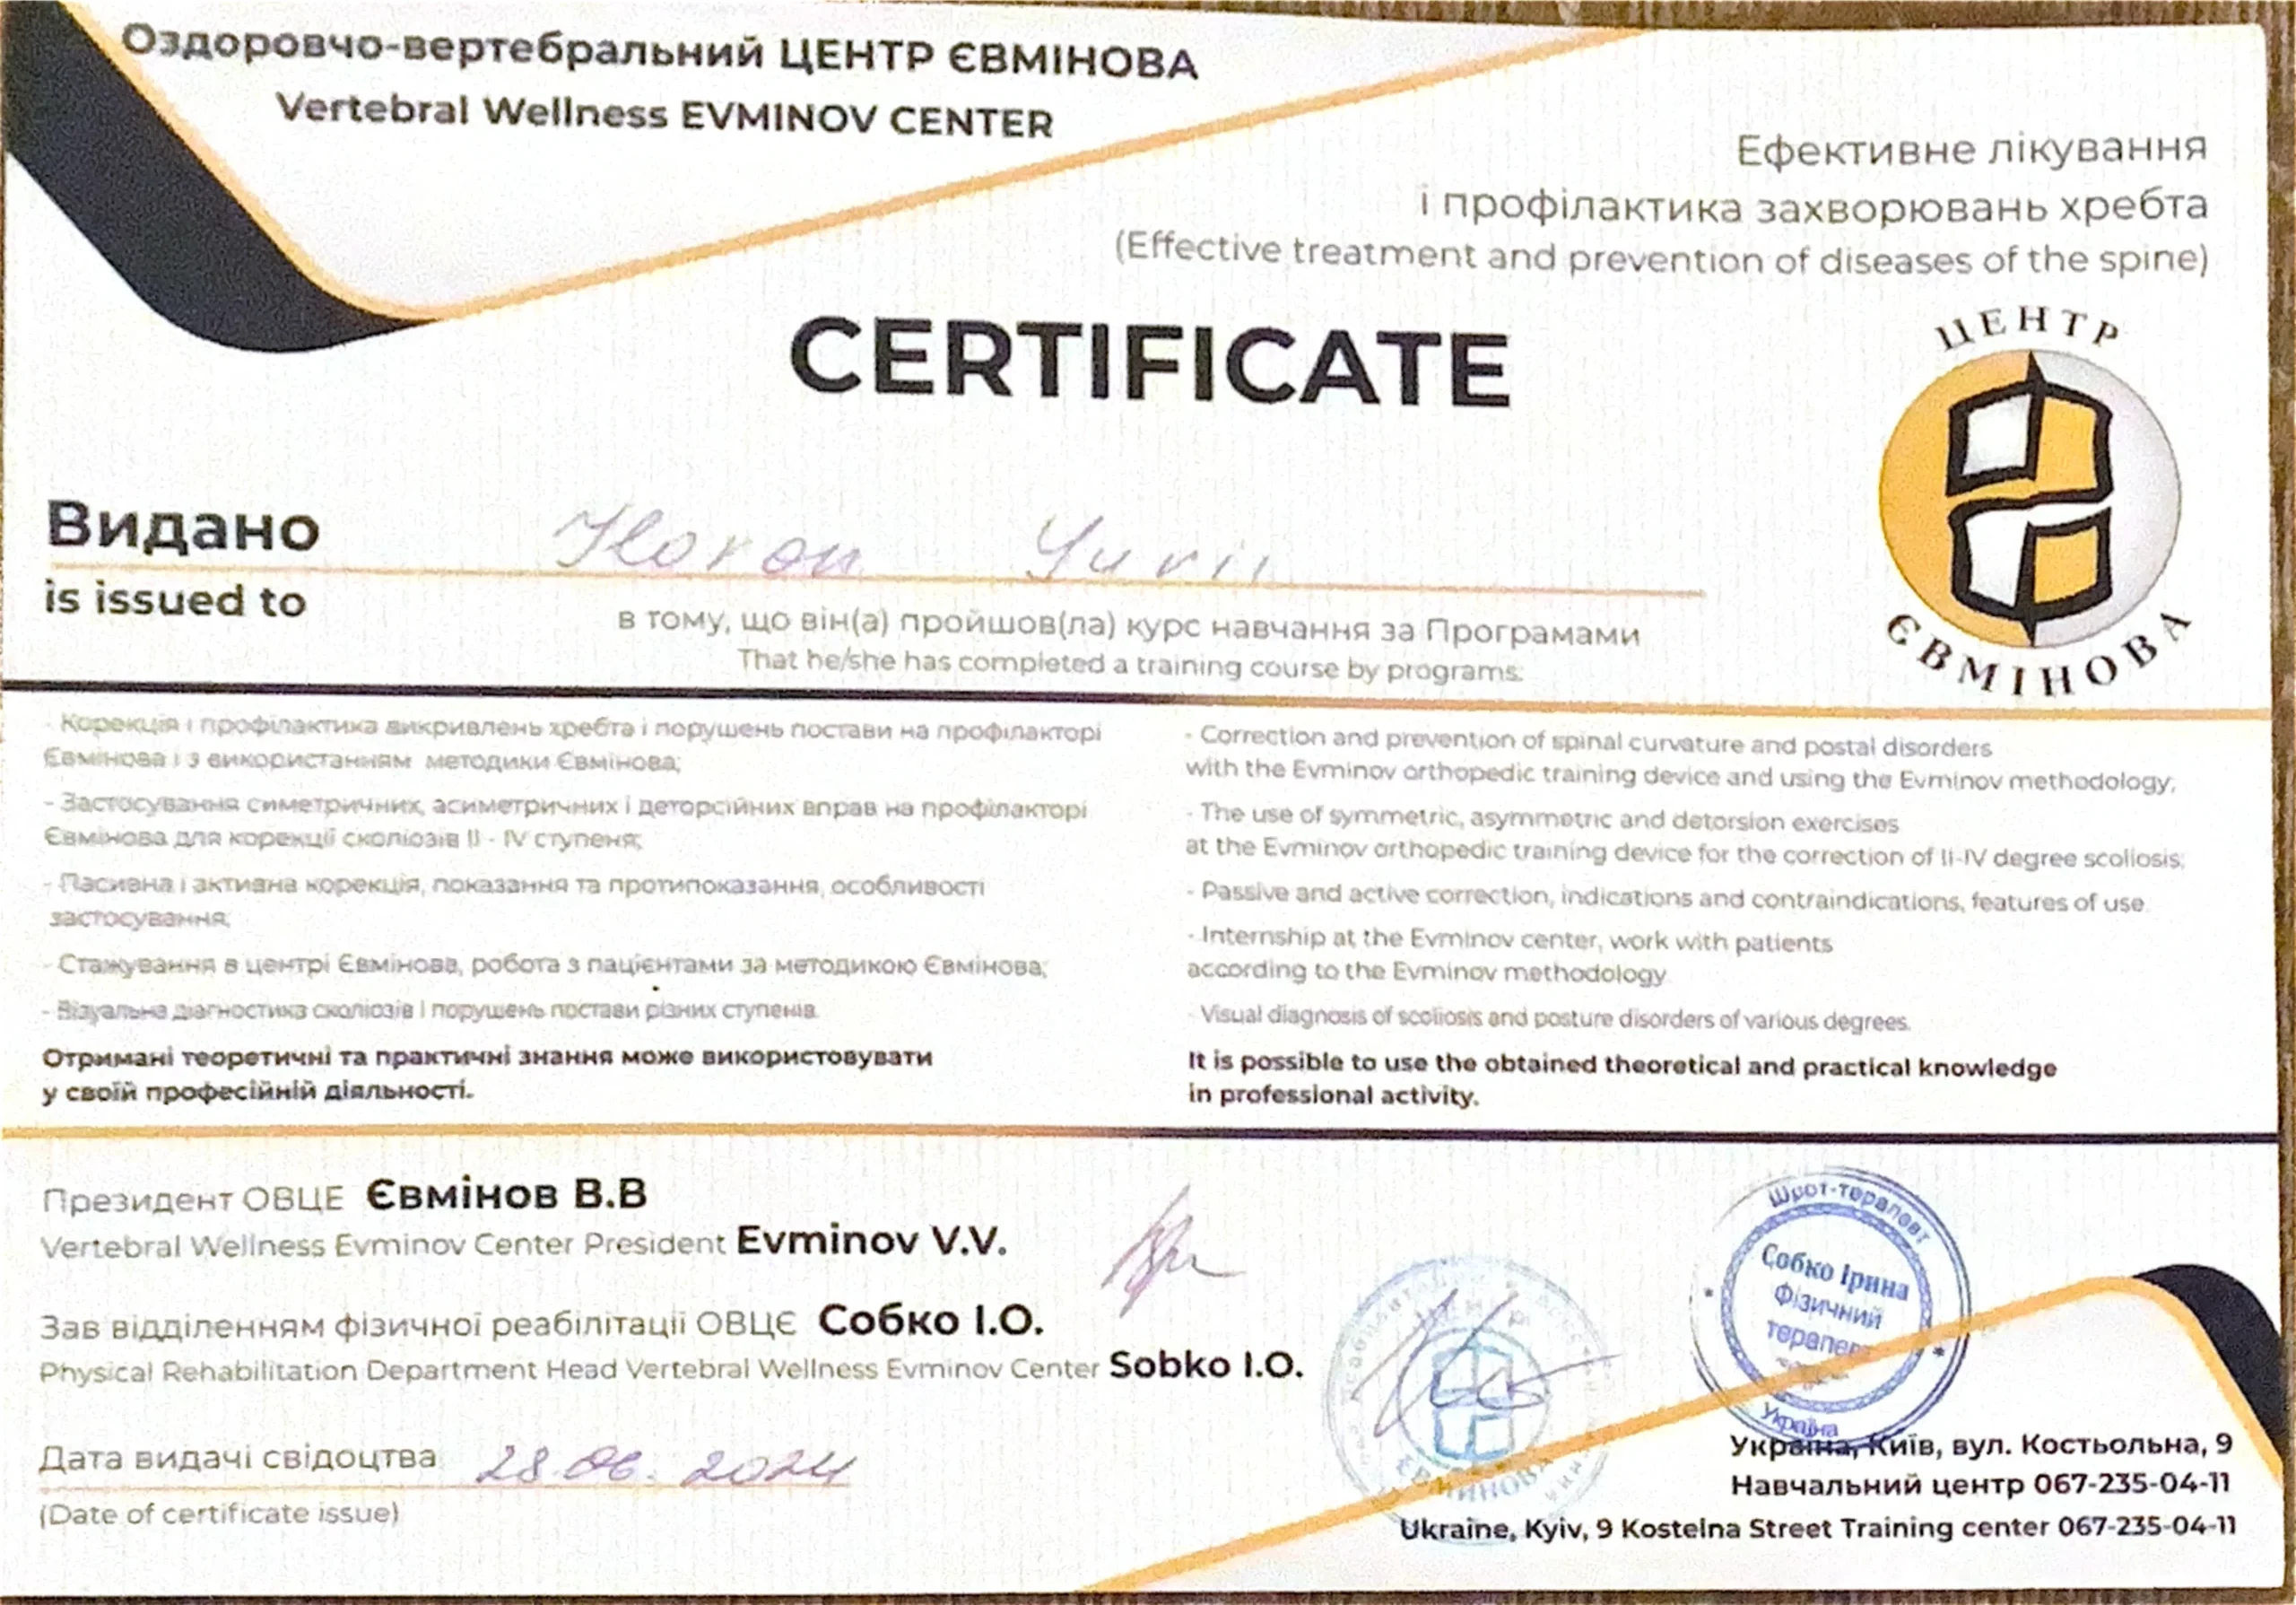 Оздоровчо-вертебральний ЦЕНТР ЄВМІНОВА
Vertebral Wellness EVMINOV CENTER
Ефективне лікування
і профілактика захворювань хребта
(Effective treatment and prevention of diseases of the spine)
CERTIFICATE
ЦЕНТР
ЄВМІНОВА
Видано
is issued to
Yurii
в тому, що він(а) пройшов(ла) курс навчання за Програмами
That he/she has completed a training course by programs:
- Корекція і профілактика викривлень хребта і порушень постави на профілакторі
Євмінова і з використанням методики Євмінова;
- Застосування симетричних, асиметричних і деторсійних вправ на профілакторі
Євмінова для корекції сколіозів II - IV ступеня;
- Пасивна і активна корекція, показання та протипоказання, особливості
застосування;
- Стажування в центрі Євмінова, робота з пацієнтами за методикою Євмінова;
- Візуальна діагностика сколіозів і порушень постави різних ступенів.
Отримані теоретичні та практичні знання може використовувати
у своїй професійній діяльності.
- Correction and prevention of spinal curvature and postal disorders
with the Evminov orthopedic training device and using the Evminov methodology;
- The use of symmetric, asymmetric and detorsion exercises
at the Evminov orthopedic training device for the correction of II-IV degree scoliosis;
- Passive and active correction, indications and contraindications, features of use.
- Internship at the Evminov center, work with patients
according to the Evminov methodology
- Visual diagnosis of scoliosis and posture disorders of various degrees.
It is possible to use the obtained theoretical and practical knowledge
in professional activity.
Президент ОВЦЕ Євмінов В.В
Vertebral Wellness Evminov Center President Evminov V.V.
Зав відділенням фізичної реабілітації ОВЦЄ Собко І.О.
Physical Rehabilitation Department Head Vertebral Wellness Evminov Center Sobko I.O.
Дата видачі свідоцтва 28.06.2024
(Date of certificate issue)
Шрот-терапевт
Собко Ірина
Фізичний
терапевт
Україна
Україна, Київ, вул. Костьольна, 9
Навчальний центр 067-235-04-11
Ukraine, Kyiv, 9 Kostelna Street Training center 067-235-04-11